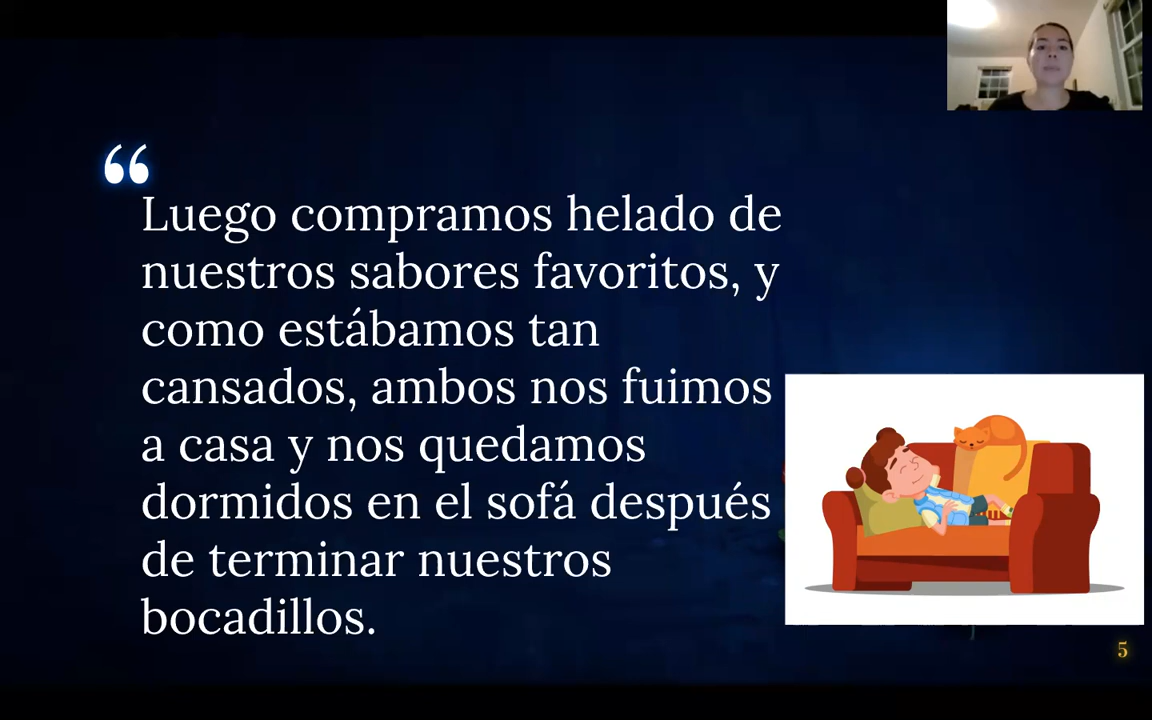 “
Luego compramos helado de
nuestros sabores favoritos, y
como estábamos tan
cansados, ambos nos fuimos
a casa y nos quedamos
dormidos en el sofá después
de terminar nuestros
bocadillos.
5